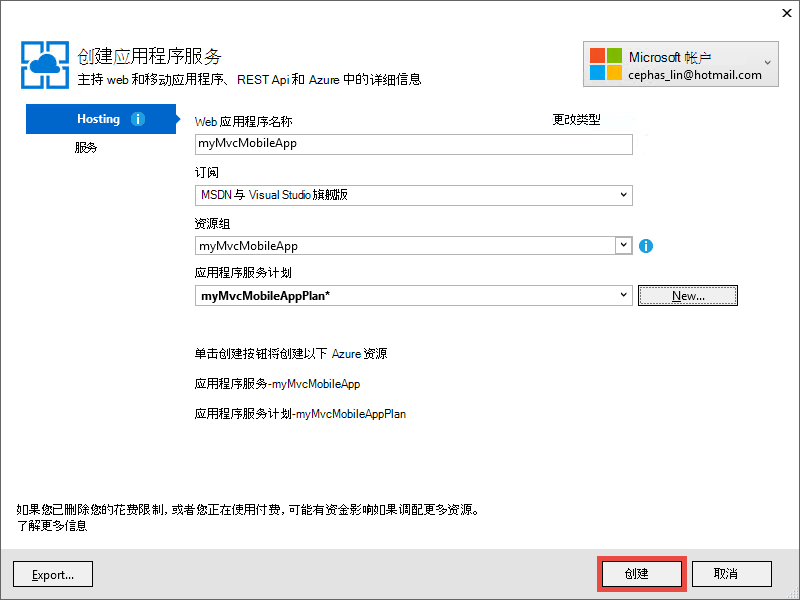 创建应用程序服务
主持 web 和移动应用程序、REST Api 和 Azure 中的详细信息
Microsoft 帐户
cephas_lin@hotmail.com
Hosting
服务
Web 应用程序名称
更改类型
myMvcMobileApp
订阅
MSDN 与 Visual Studio 旗舰版
资源组
myMvcMobileApp
应用程序服务计划
myMvcMobileAppPlan*
New...
单击创建按钮将创建以下 Azure 资源
应用程序服务-myMvcMobileApp
应用程序服务计划-myMvcMobileAppPlan
如果您已删除您的花费限制, 或者您正在使用付费, 可能有资金影响如果调配更多资源。
了解更多信息
Export...
创建
取消